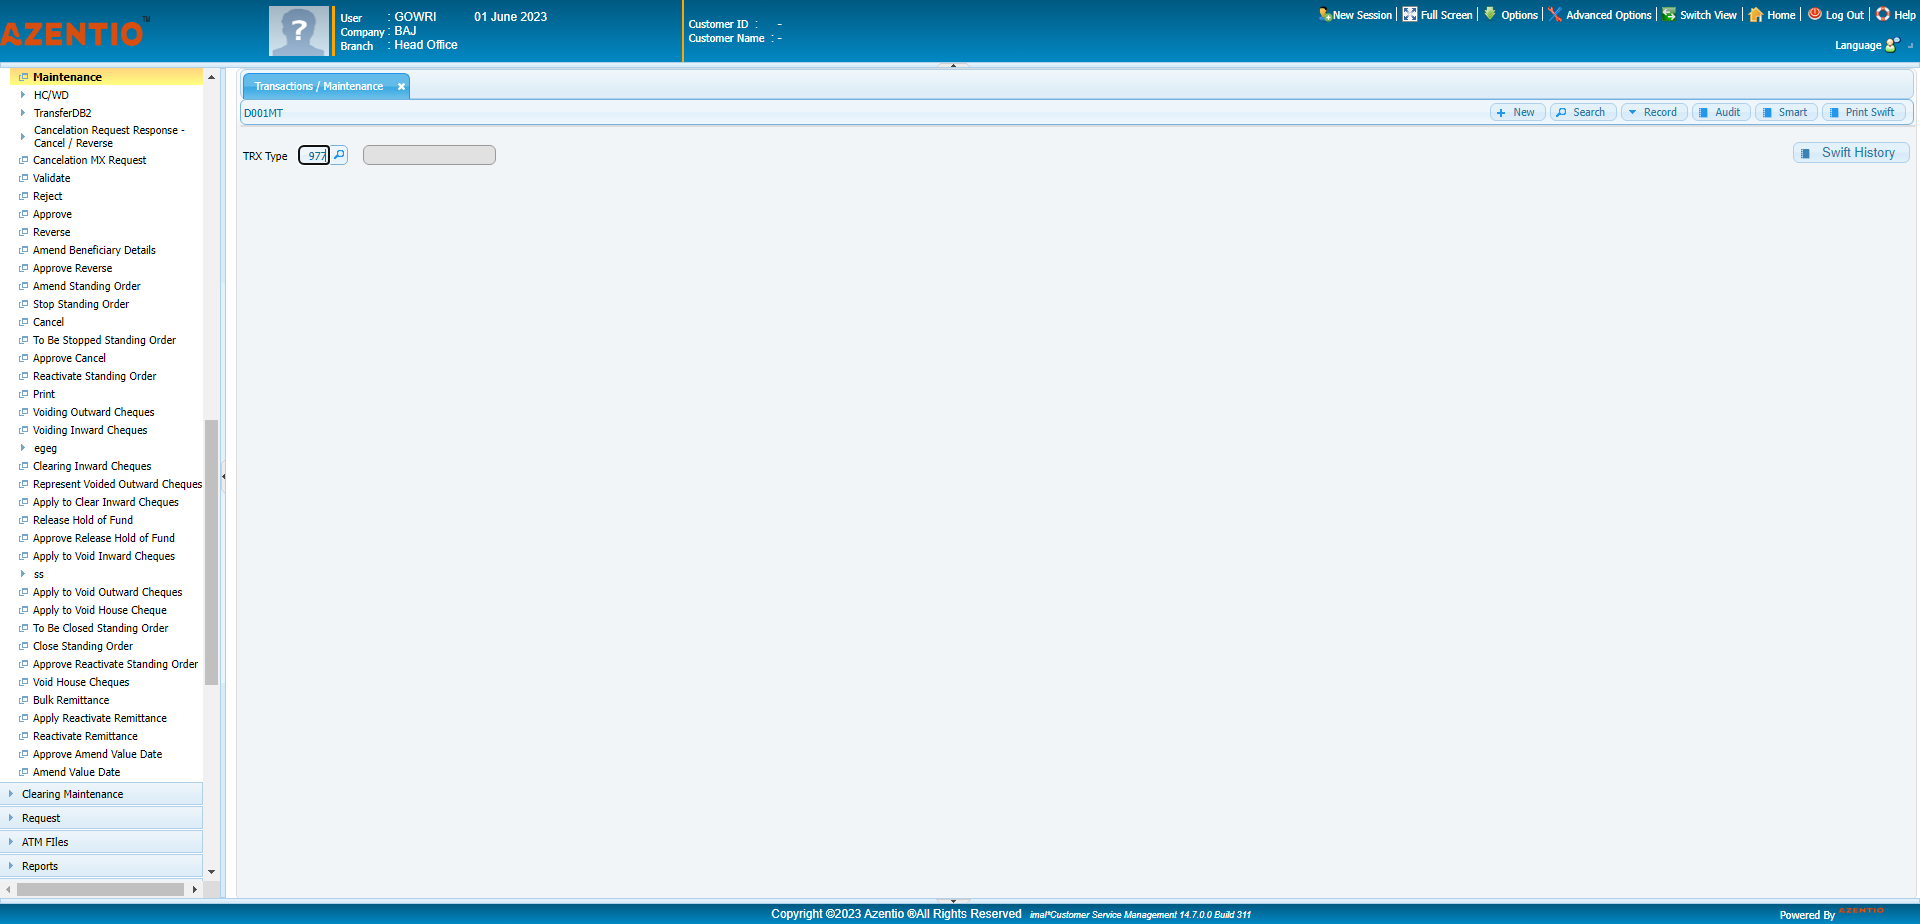 AZENTIO™
User : GOWRI 01 June 2023
Company : BAJ
Branch : Head Office
Customer ID : -
Customer Name : -
New Session
Full Screen
Options
Advanced Options
Switch View
Home
Log Out
Help
Language
Maintenance
HC/WD
TransferDB2
Cancelation Request Response -
Cancel / Reverse
Cancelation MX Request
Validate
Reject
Approve
Reverse
Amend Beneficiary Details
Approve Reverse
Amend Standing Order
Stop Standing Order
Cancel
To Be Stopped Standing Order
Approve Cancel
Reactivate Standing Order
Print
Voiding Outward Cheques
Voiding Inward Cheques
egeg
Clearing Inward Cheques
Represent Voided Outward Cheques
Apply to Clear Inward Cheques
Release Hold of Fund
Approve Release Hold of Fund
Apply to Void Inward Cheques
ss
Apply to Void Outward Cheques
Apply to Void House Cheque
To Be Closed Standing Order
Close Standing Order
Approve Reactivate Standing Order
Void House Cheques
Bulk Remittance
Apply Reactivate Remittance
Reactivate Remittance
Approve Amend Value Date
Amend Value Date
Clearing Maintenance
Request
ATM FIles
Reports
Transactions / Maintenance
D001MT
New
Search
Record
Audit
Smart
Print Swift
TRX Type 977
Swift History
Copyright ©2023 Azentio ®All Rights Reserved imal*Customer Service Management 14.7.0.0 Build 311
Powered By AZENTIO